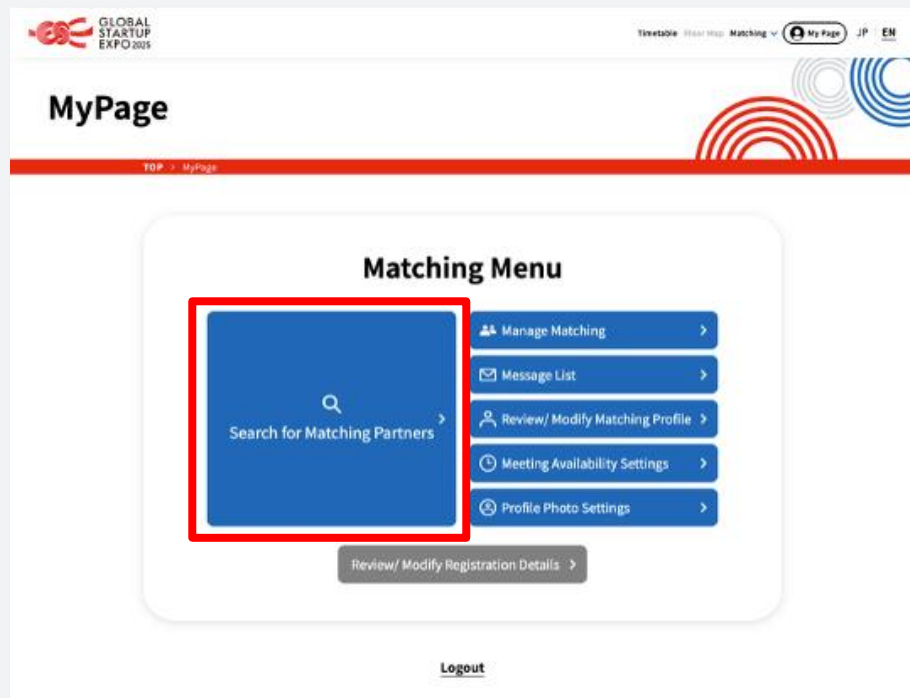 GLOBAL
STARTUP
EXPO 2025
Timetable Floor Map Matching My Page JP EN
MyPage
TOP > MyPage
Matching Menu
Search for Matching Partners
Manage Matching
Message List
Review/ Modify Matching Profile
Meeting Availability Settings
Profile Photo Settings
Review/ Modify Registration Details
Logout